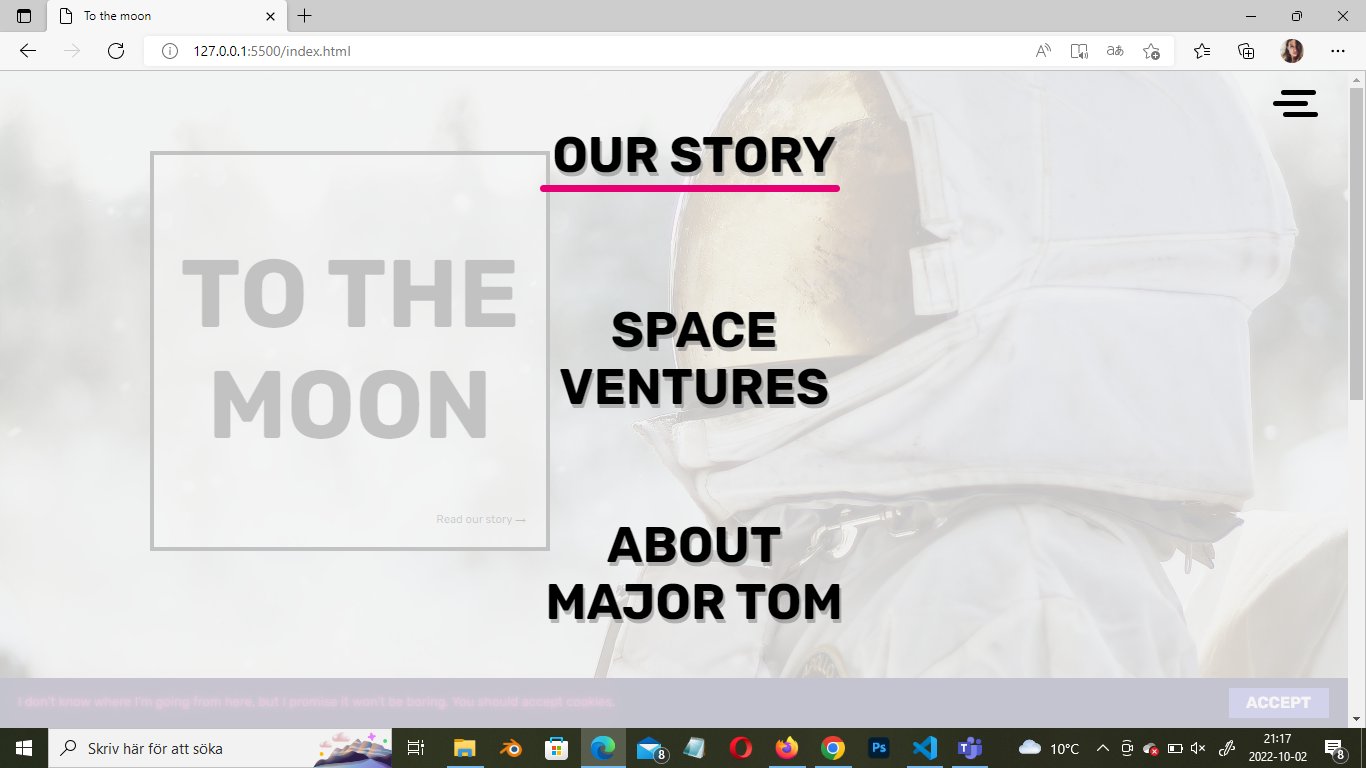 To the moon
127.0.0.1:5500/index.html
OUR STORY
TO THE
MOON
SPACE
VENTURES
Read our story →
ABOUT
MAJOR TOM
I don't know where I'm going from here, but I promise it won't be boring. You should accept cookies.
ACCEPT
Skriv här för att söka
8
Ps
10°C
21:17
2022-10-02
8